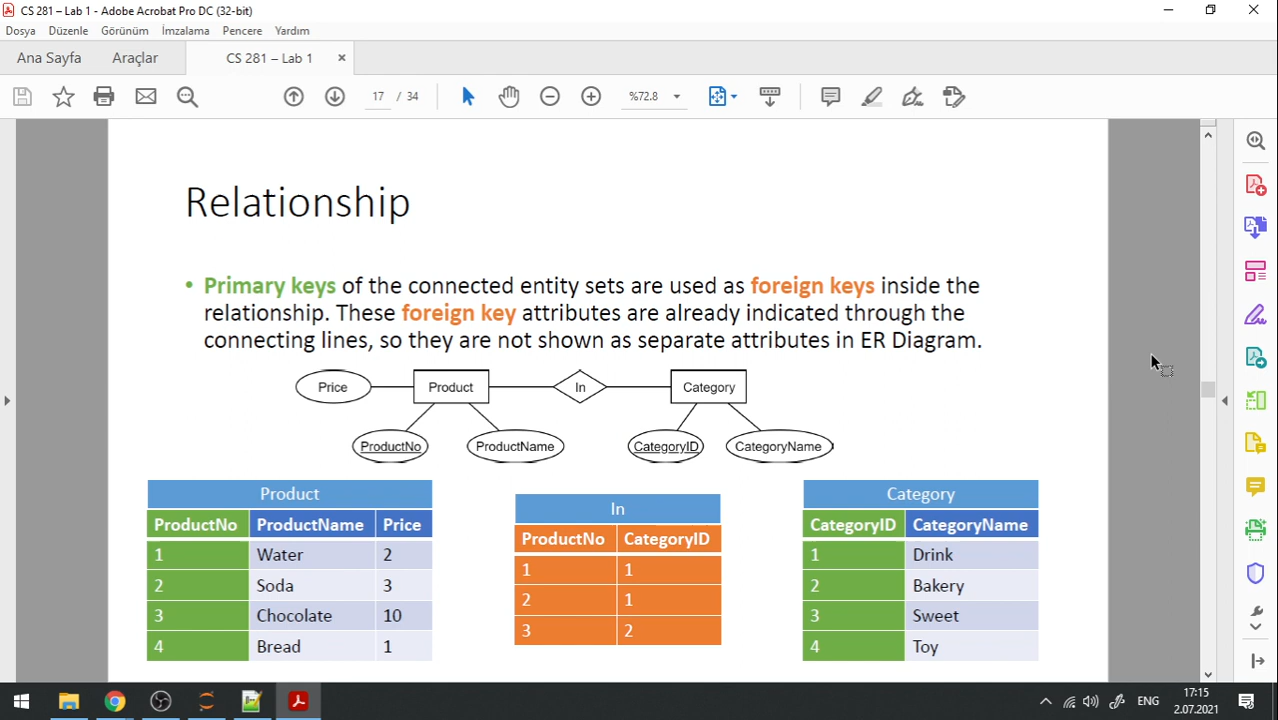 CS 281 – Lab 1 - Adobe Acrobat Pro DC (32-bit)
Dosya Düzenle Görünüm İmzalama Pencere Yardım
Ana Sayfa Araçlar CS 281 – Lab 1
17 / 34 %72.8
Relationship
• Primary keys of the connected entity sets are used as foreign keys inside the
relationship. These foreign key attributes are already indicated through the
connecting lines, so they are not shown as separate attributes in ER Diagram.
Price Product In Category
ProductNo ProductName CategoryID CategoryName
Product
ProductNo ProductName Price
1 Water 2
2 Soda 3
3 Chocolate 10
4 Bread 1
In
ProductNo CategoryID
1 1
2 1
3 2
Category
CategoryID CategoryName
1 Drink
2 Bakery
3 Sweet
4 Toy
ENG
17:15
2.07.2021